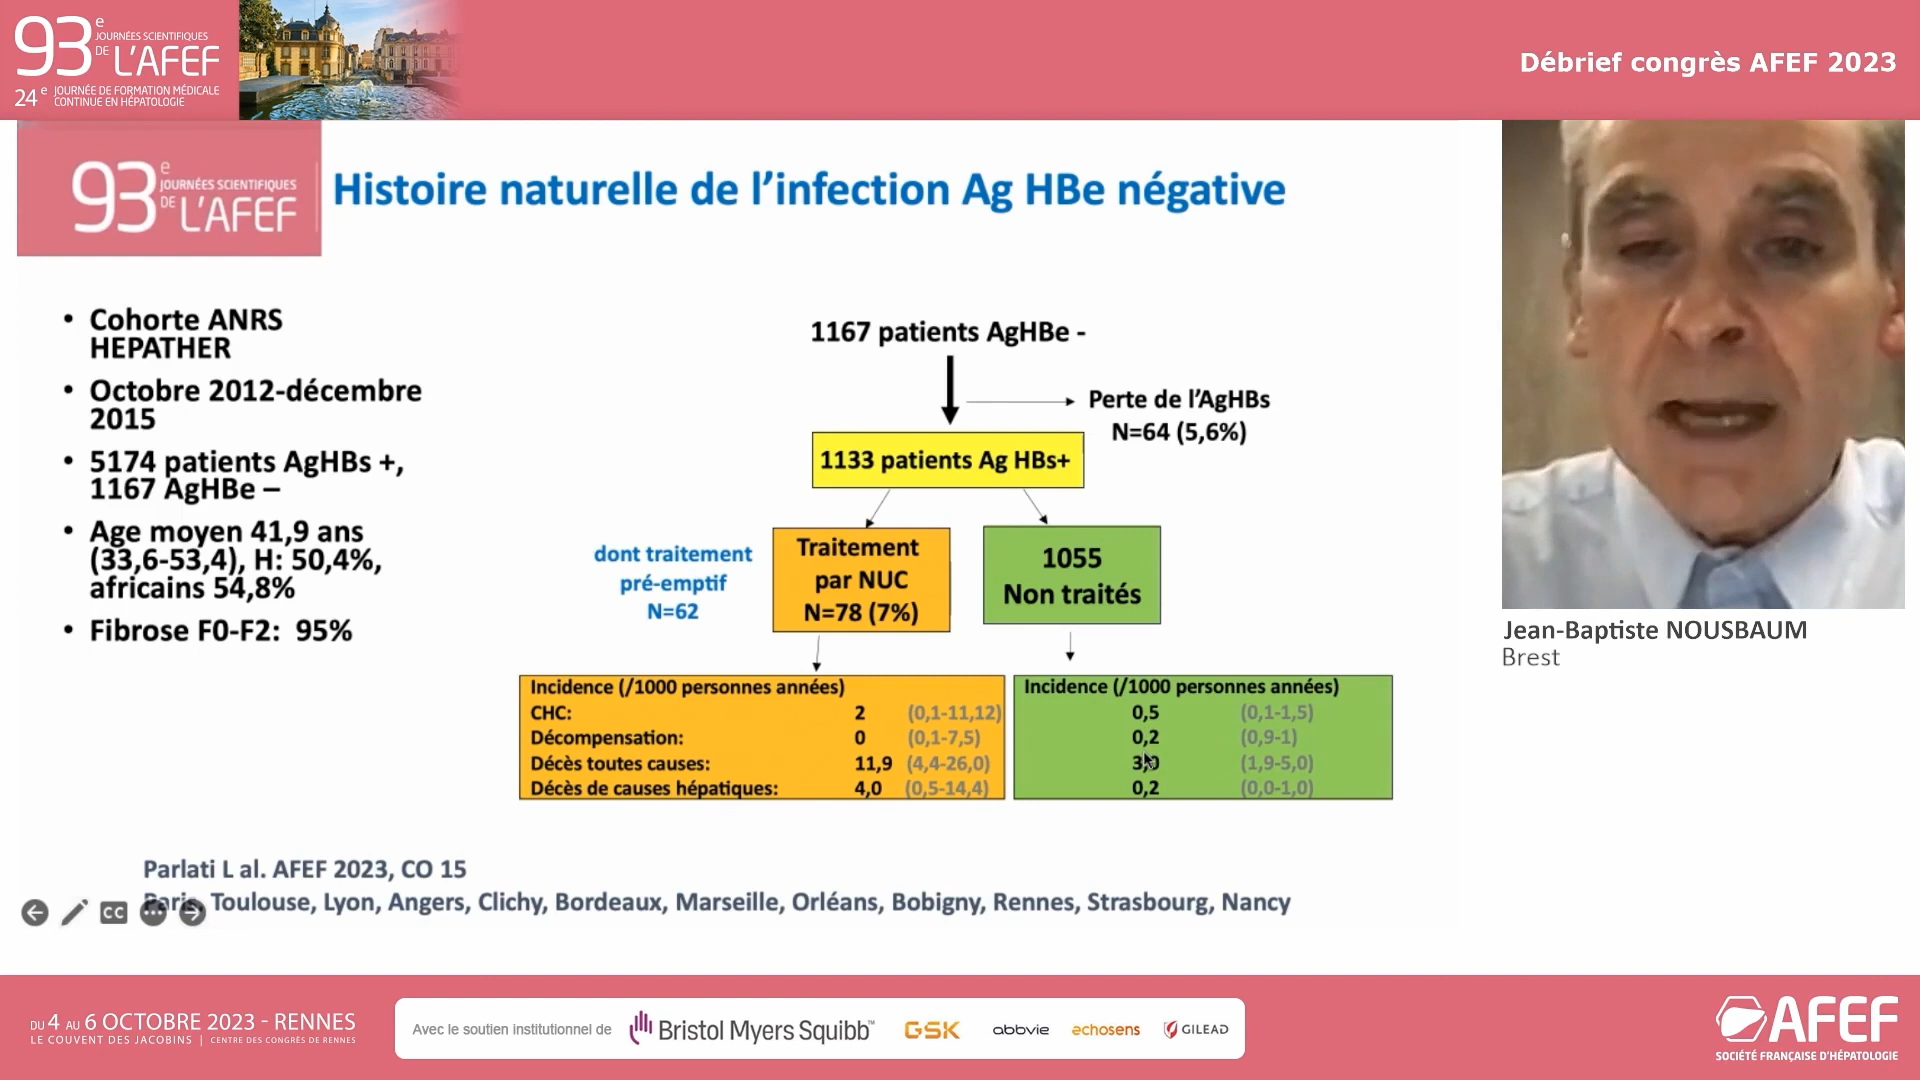 93e JOURNÉES SCIENTIFIQUES
DE L'AFEF
24e JOURNÉE DE FORMATION MÉDICALE
CONTINUE EN HÉPATOLOGIE
Débrief congrès AFEF 2023
93e JOURNÉES SCIENTIFIQUES
DE L'AFEF
Histoire naturelle de l'infection Ag HBe négative
• Cohorte ANRS
HEPATHER
• Octobre 2012-décembre
2015
• 5174 patients AgHBs +,
1167 AgHBe –
• Age moyen 41,9 ans
(33,6-53,4), H: 50,4%,
africains 54,8%
• Fibrose F0-F2: 95%
1167 patients AgHBe -
Perte de l'AgHBs
N=64 (5,6%)
1133 patients Ag HBs+
dont traitement
pré-emptif
N=62
Traitement
par NUC
N=78 (7%)
1055
Non traités
Incidence (/1000 personnes années)
CHC: 2 (0,1-11,12)
Décompensation: 0 (0,1-7,5)
Décès toutes causes: 11,9 (4,4-26,0)
Décès de causes hépatiques: 4,0 (0,5-14,4)
Incidence (/1000 personnes années)
0,5 (0,1-1,5)
0,2 (0,9-1)
(1,9-5,0)
0,2 (0,0-1,0)
Jean-Baptiste NOUSBAUM
Brest
Parlati L al. AFEF 2023, CO 15
Paris, Toulouse, Lyon, Angers, Clichy, Bordeaux, Marseille, Orléans, Bobigny, Rennes, Strasbourg, Nancy
CC
DU 4 AU 6 OCTOBRE 2023 - RENNES
LE COUVENT DES JACOBINS | CENTRE DES CONGRÈS DE RENNES
Avec le soutien institutionnel de Bristol Myers Squibb™ GSK abbvie echosens GILEAD
AFEF
SOCIÉTÉ FRANÇAISE D'HÉPATOLOGIE